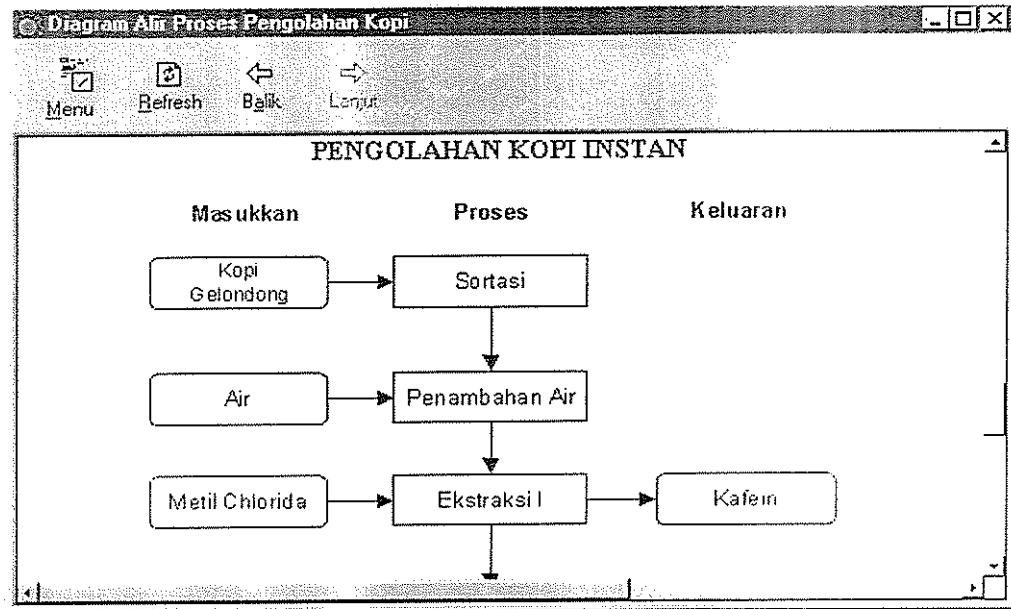 Diagram Alir Proses Pengolahan Kopi
Menu
Refresh
Balik
Lanjut
PENGOLAHAN KOPI INSTAN
Masukkan
Proses
Keluaran
Kopi
Gelondong
Sortasi
Air
Penambahan Air
Metil Chlorida
Ekstraksi I
Kafein